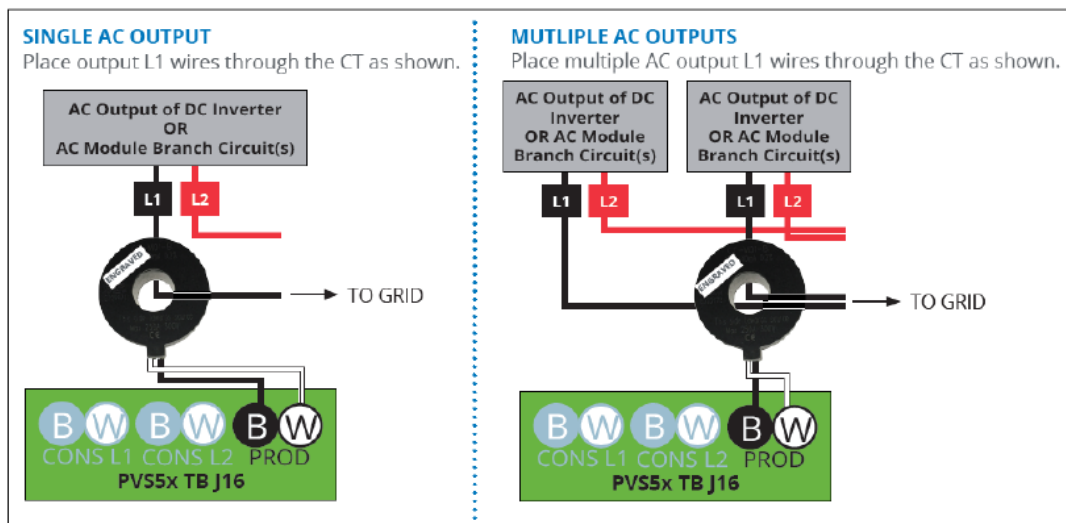 SINGLE AC OUTPUT
Place output L1 wires through the CT as shown.
AC Output of DC Inverter
OR
AC Module Branch Circuit(s)
L1
L2
ENGRAVED
TO GRID
B W B W B W
CONS L1 CONS L2 PROD
PVS5x TB J16
MUTLIPLE AC OUTPUTS
Place multiple AC output L1 wires through the CT as shown.
AC Output of DC
Inverter
OR AC Module
Branch Circuit(s)
AC Output of DC
Inverter
OR AC Module
Branch Circuit(s)
L1
L2
L1
L2
ENGRAVED
TO GRID
B W B W B W
CONS L1 CONS L2 PROD
PVS5x TB J16